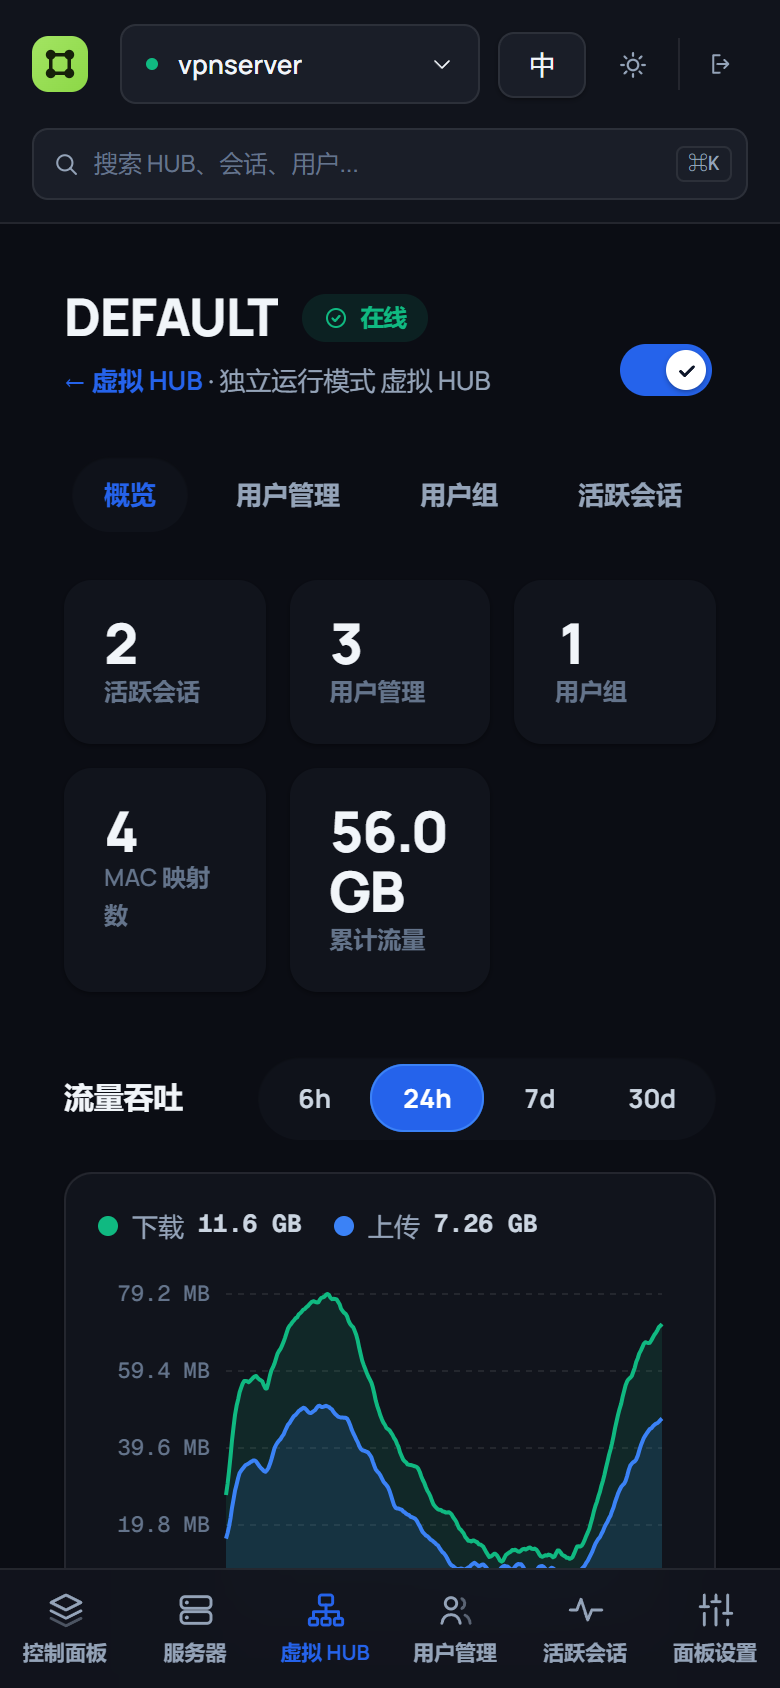 vpnserver
中
搜索 HUB、会话、用户...
⌘K
DEFAULT
在线
← 虚拟 HUB · 独立运行模式 虚拟 HUB
概览
用户管理
用户组
活跃会话
2
活跃会话
3
用户管理
1
用户组
4
MAC 映射
数
56.0
GB
累计流量
流量吞吐
6h
24h
7d
30d
下载 11.6 GB
上传 7.26 GB
79.2 MB
59.4 MB
39.6 MB
19.8 MB
控制面板
服务器
虚拟 HUB
用户管理
活跃会话
面板设置